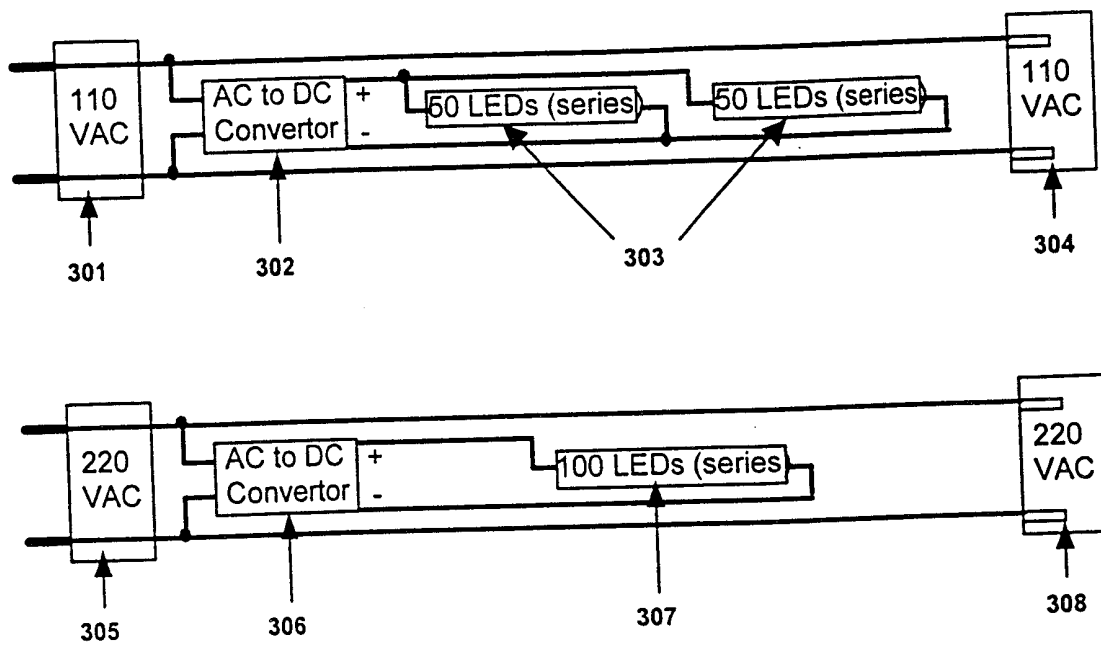 110
VAC
AC to DC
Convertor
+
-
50 LEDs (series)
50 LEDs (series)
110
VAC
301
302
303
304
220
VAC
AC to DC
Convertor
+
-
100 LEDs (series)
220
VAC
305
306
307
308